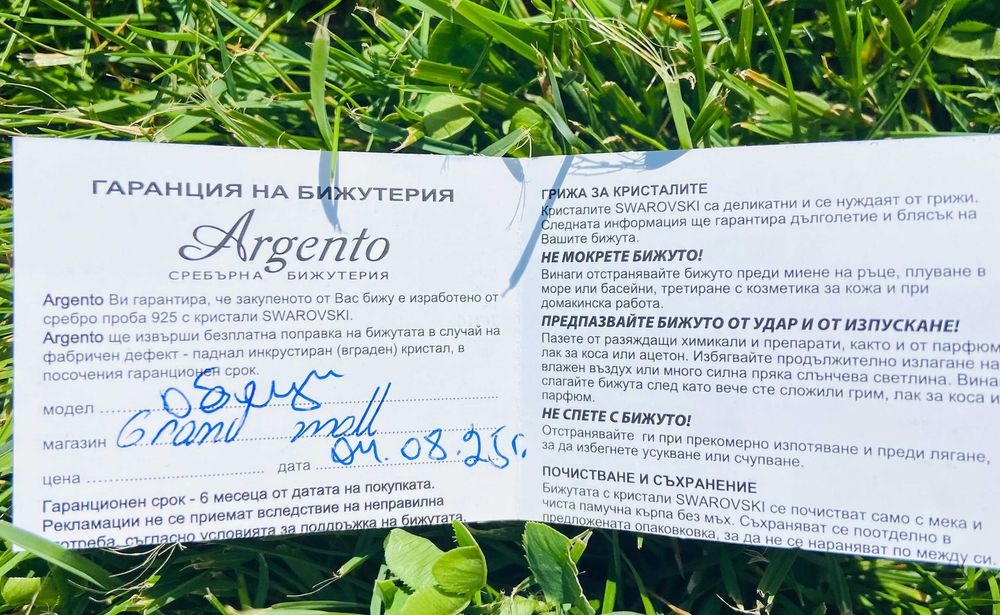 ГАРАНЦИЯ НА БИЖУТЕРИЯ
Argento
СРЕБЪРНА БИЖУТЕРИЯ
Argento Ви гарантира, че закупеното от Вас бижу е изработено от
сребро проба 925 с кристали SWAROVSKI.
Argento ще извърши безплатна поправка на бижутата в случай на
фабричен дефект - паднал инкрустиран (вграден) кристал, в
посочения гаранционен срок.
модел обеци
магазин Grand mall
цена дата 04.08.25г.
Гаранционен срок - 6 месеца от датата на покупката.
Рекламации не се приемат вследствие на неправилна
употреба, съгласно условията за поддръжка на бижутата.
ГРИЖА ЗА КРИСТАЛИТЕ
Кристалите SWAROVSKI са деликатни и се нуждаят от грижи.
Следната информация ще гарантира дълголетие и блясък на
Вашите бижута.
НЕ МОКРЕТЕ БИЖУТО!
Винаги отстранявайте бижуто преди миене на ръце, плуване в
море или басейни, третиране с козметика за кожа и при
домакинска работа.
ПРЕДПАЗВАЙТЕ БИЖУТО ОТ УДАР И ОТ ИЗПУСКАНЕ!
Пазете от разяждащи химикали и препарати, както и от парфюм
лак за коса или ацетон. Избягвайте продължително излагане на
влажен въздух или много силна пряка слънчева светлина. Вина
слагайте бижута след като вече сте сложили грим, лак за коса и
парфюм.
НЕ СПЕТЕ С БИЖУТО!
Отстранявайте ги при прекомерно изпотяване и преди лягане,
за да избегнете усукване или счупване.
ПОЧИСТВАНЕ И СЪХРАНЕНИЕ
Бижутата с кристали SWAROVSKI се почистват само с мека и
чиста памучна кърпа без мъх. Съхраняват се поотделно в
предложената опакововка, за да не се нараняват по между си.